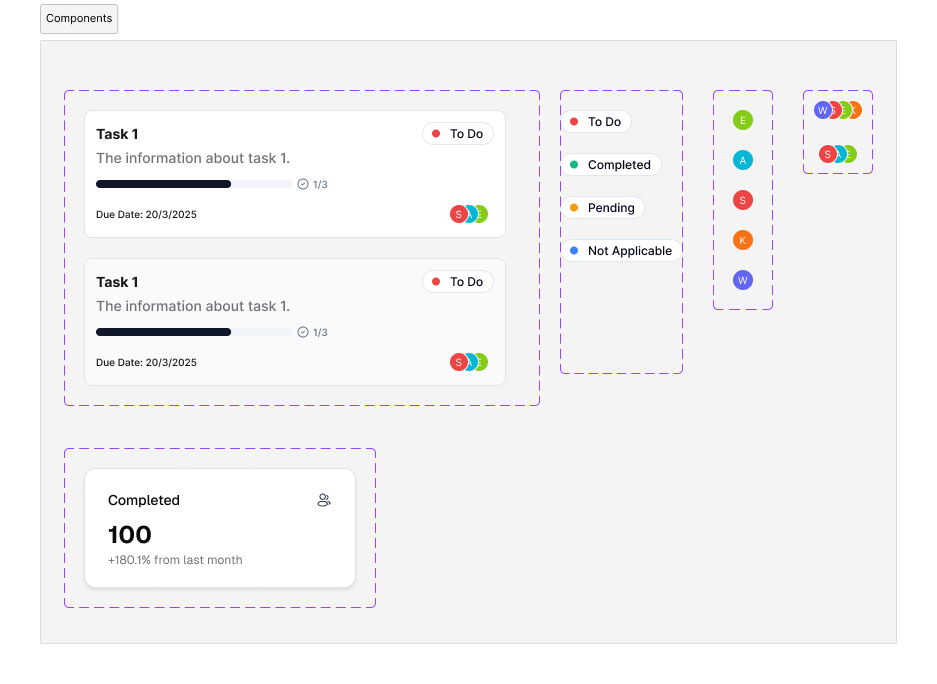 Components
Task 1
To Do
The information about task 1.
1/3
Due Date: 20/3/2025
S A E
Task 1
To Do
The information about task 1.
1/3
Due Date: 20/3/2025
S A E
To Do
Completed
Pending
Not Applicable
E
A
S
K
W
W S E K
S A E
Completed
100
+180.1% from last month